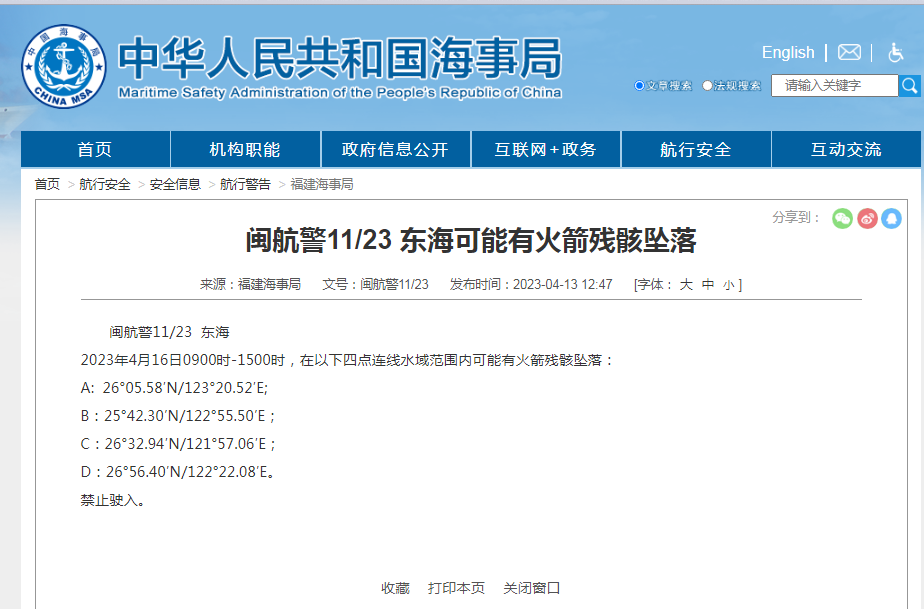 中国海事局
CHINA MSA
中华人民共和国海事局
Maritime Safety Administration of the People's Republic of China
English
文章搜索 法规搜索 请输入关键字
首页 机构职能 政府信息公开 互联网+政务 航行安全 互动交流
首页 > 航行安全 > 安全信息 > 航行警告 > 福建海事局
分享到：
闽航警11/23 东海可能有火箭残骸坠落
来源：福建海事局 文号：闽航警11/23 发布时间：2023-04-13 12:47 [字体： 大 中 小 ]
闽航警11/23 东海
2023年4月16日0900时-1500时，在以下四点连线水域范围内可能有火箭残骸坠落：
A: 26°05.58′N/123°20.52′E;
B：25°42.30′N/122°55.50′E；
C：26°32.94′N/121°57.06′E；
D：26°56.40′N/122°22.08′E。
禁止驶入。
收藏 打印本页 关闭窗口